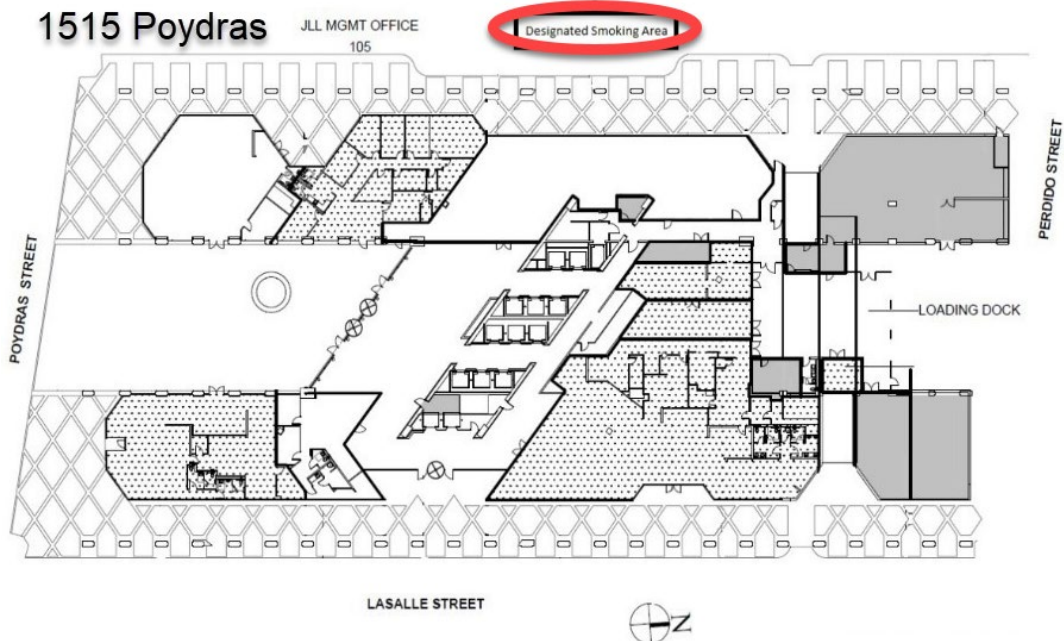 1515 Poydras
JLL MGMT OFFICE
105
Designated Smoking Area
POYDRAS STREET
PERDIDO STREET
LOADING DOCK
LASALLE STREET
N